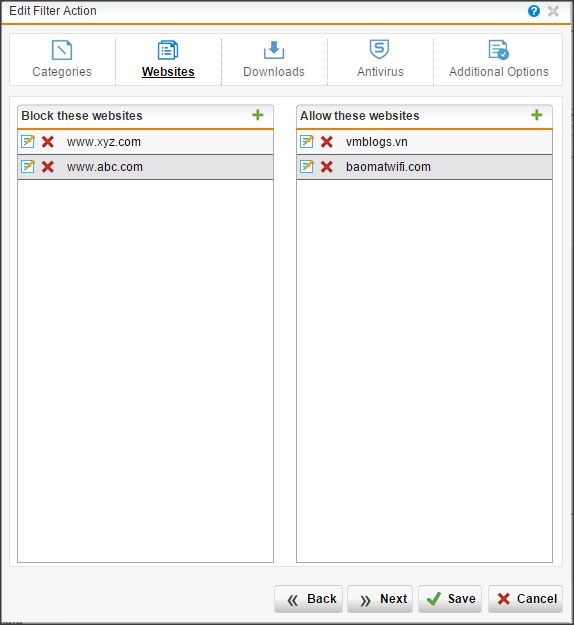 Edit Filter Action
Categories Websites Downloads Antivirus Additional Options
Block these websites
www.xyz.com
www.abc.com
Allow these websites
vmblogs.vn
baomatwifi.com
Back Next Save Cancel